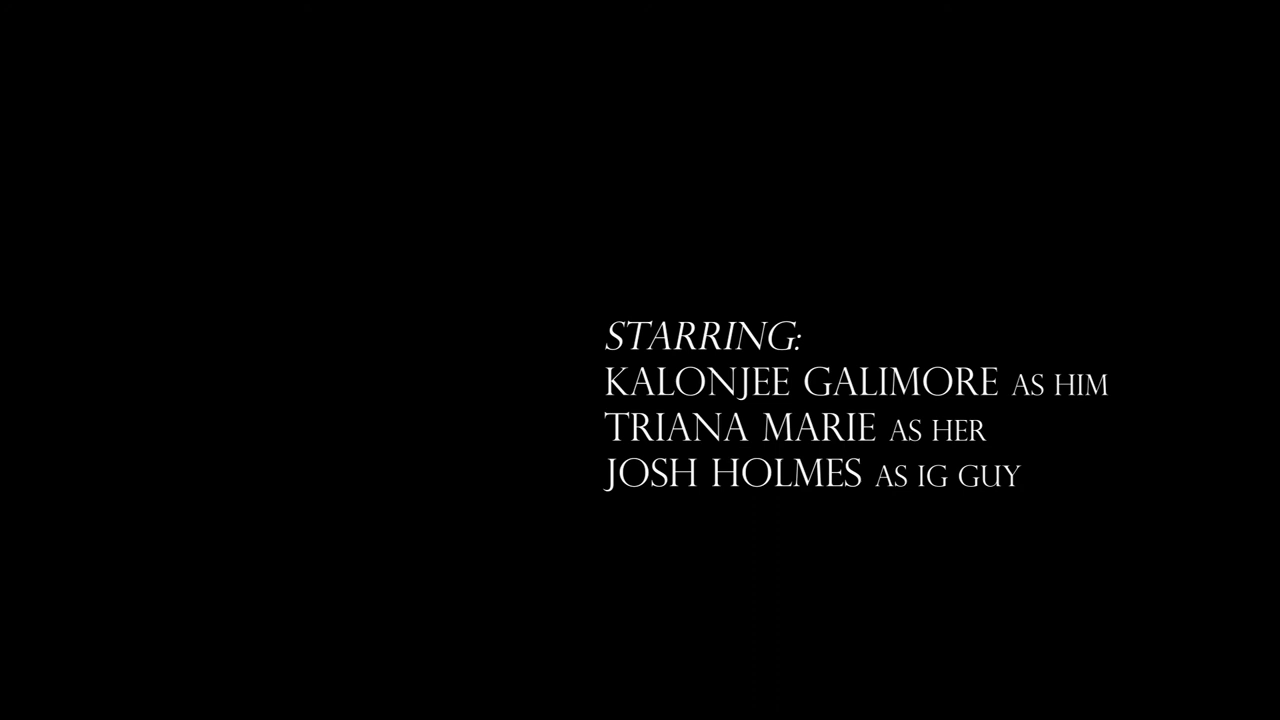 STARRING:
KALONJEE GALIMORE AS HIM
TRIANA MARIE AS HER
JOSH HOLMES AS IG GUY